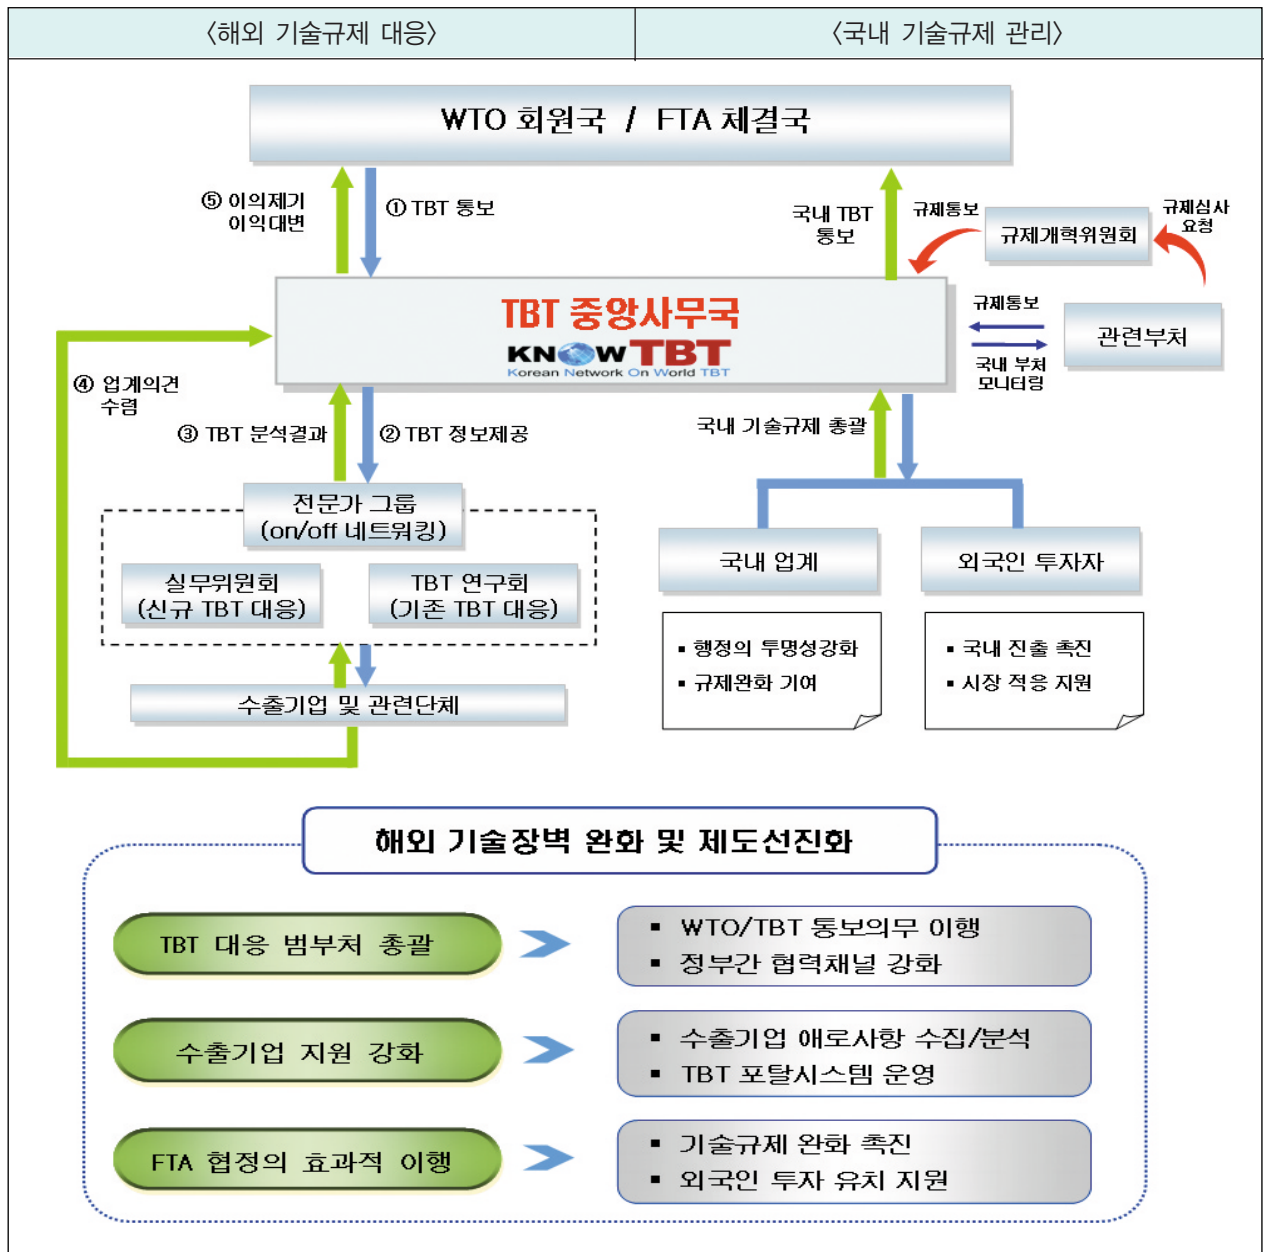 〈해외 기술규제 대응〉
〈국내 기술규제 관리〉
WTO 회원국 / FTA 체결국
⑤ 이의제기
이익대변
① TBT 통보
국내 TBT
통보
규제통보
규제개혁위원회
규제심사
요청
TBT 중앙사무국
KNOW TBT
Korean Network On World TBT
규제통보
국내 부처
모니터링
관련부처
④ 업계의견
수렴
③ TBT 분석결과
② TBT 정보제공
국내 기술규제 총괄
전문가 그룹
(on/off 네트워킹)
실무위원회
(신규 TBT 대응)
TBT 연구회
(기존 TBT 대응)
수출기업 및 관련단체
국내 업계
외국인 투자자
▪ 행정의 투명성강화
▪ 규제완화 기여
▪ 국내 진출 촉진
▪ 시장 적응 지원
해외 기술장벽 완화 및 제도선진화
TBT 대응 범부처 총괄
▪ WTO/TBT 통보의무 이행
▪ 정부간 협력채널 강화
수출기업 지원 강화
▪ 수출기업 애로사항 수집/분석
▪ TBT 포탈시스템 운영
FTA 협정의 효과적 이행
▪ 기술규제 완화 촉진
▪ 외국인 투자 유치 지원